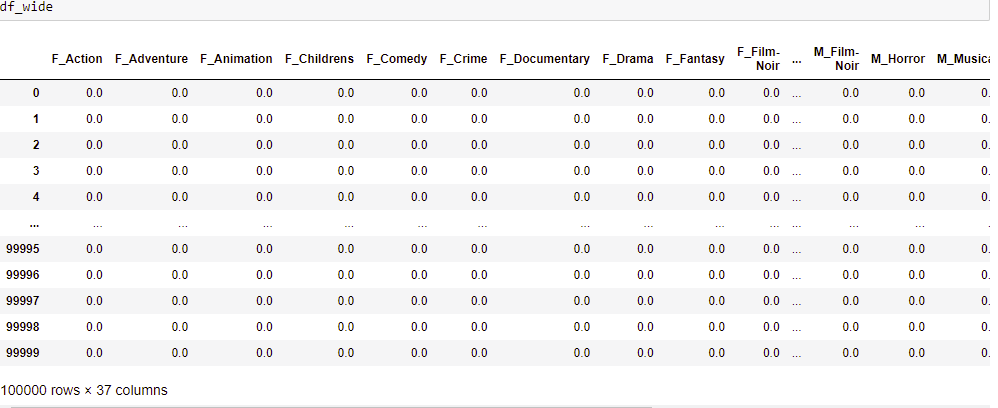 df_wide
F_Action F_Adventure F_Animation F_Childrens F_Comedy F_Crime F_Documentary F_Drama F_Fantasy F_Film-Noir ... M_Film-Noir M_Horror M_Musica
0 0.0 0.0 0.0 0.0 0.0 0.0 0.0 0.0 0.0 0.0 ... 0.0 0.0 0.
1 0.0 0.0 0.0 0.0 0.0 0.0 0.0 0.0 0.0 0.0 ... 0.0 0.0 0.
2 0.0 0.0 0.0 0.0 0.0 0.0 0.0 0.0 0.0 0.0 ... 0.0 0.0 0.
3 0.0 0.0 0.0 0.0 0.0 0.0 0.0 0.0 0.0 0.0 ... 0.0 0.0 0.
4 0.0 0.0 0.0 0.0 0.0 0.0 0.0 0.0 0.0 0.0 ... 0.0 0.0 0.
... ... ... ... ... ... ... ... ... ... ... ... ... ... .
99995 0.0 0.0 0.0 0.0 0.0 0.0 0.0 0.0 0.0 0.0 ... 0.0 0.0 0.
99996 0.0 0.0 0.0 0.0 0.0 0.0 0.0 0.0 0.0 0.0 ... 0.0 0.0 0.
99997 0.0 0.0 0.0 0.0 0.0 0.0 0.0 0.0 0.0 0.0 ... 0.0 0.0 0.
99998 0.0 0.0 0.0 0.0 0.0 0.0 0.0 0.0 0.0 0.0 ... 0.0 0.0 0.
99999 0.0 0.0 0.0 0.0 0.0 0.0 0.0 0.0 0.0 0.0 ... 0.0 0.0 0.
100000 rows × 37 columns